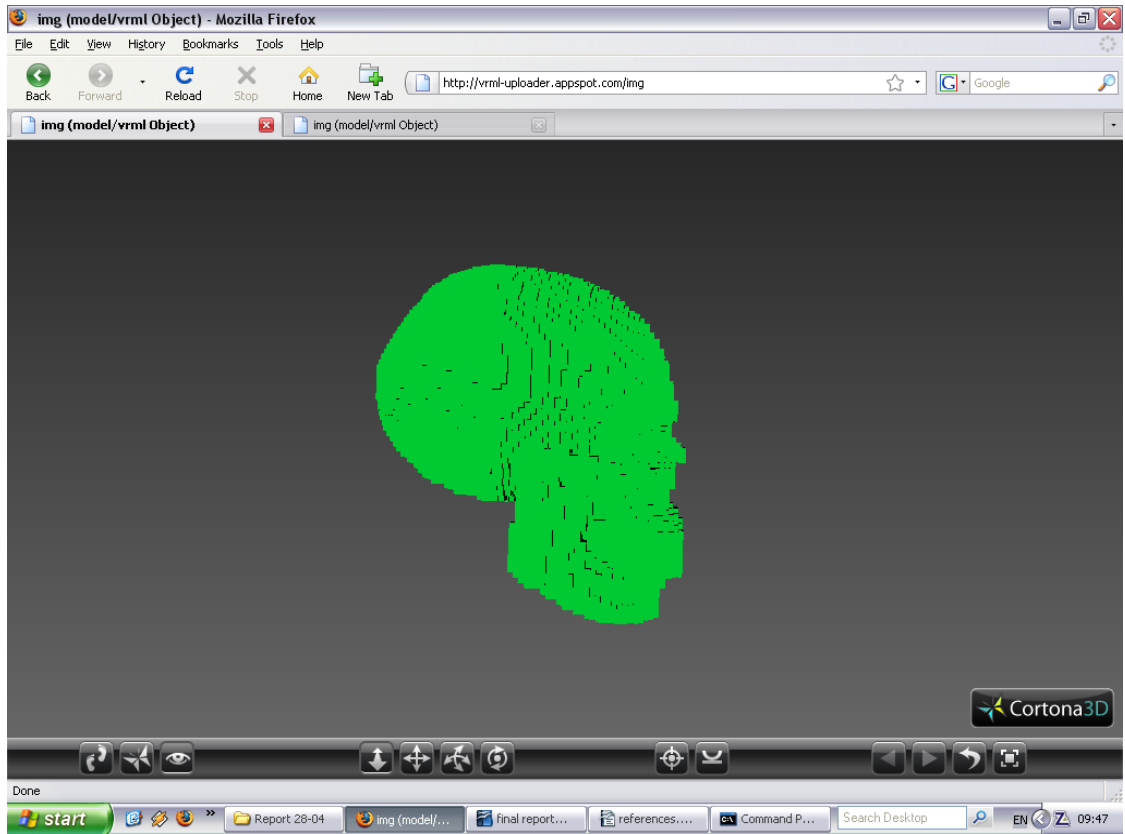 img (model/vrml Object) - Mozilla Firefox
File Edit View History Bookmarks Tools Help
Back Forward Reload Stop Home New Tab http://vrml-uploader.appspot.com/img G Google
img (model/vrml Object) img (model/vrml Object)
Cortona3D
Done
start » Report 28-04 img (model/... final report... references.... Command P... Search Desktop EN 09:47